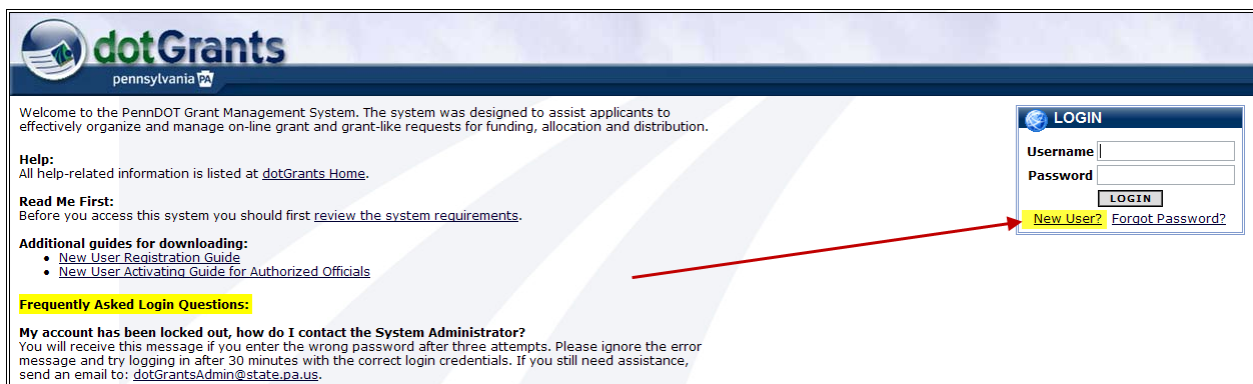 dotGrants
pennsylvania PA
Welcome to the PennDOT Grant Management System. The system was designed to assist applicants to
effectively organize and manage on-line grant and grant-like requests for funding, allocation and distribution.
Help:
All help-related information is listed at dotGrants Home.
Read Me First:
Before you access this system you should first review the system requirements.
Additional guides for downloading:
• New User Registration Guide
• New User Activating Guide for Authorized Officials
Frequently Asked Login Questions:
My account has been locked out, how do I contact the System Administrator?
You will receive this message if you enter the wrong password after three attempts. Please ignore the error
message and try logging in after 30 minutes with the correct login credentials. If you still need assistance,
send an email to: dotGrantsAdmin@state.pa.us.
LOGIN
Username
Password
LOGIN
New User? Forgot Password?